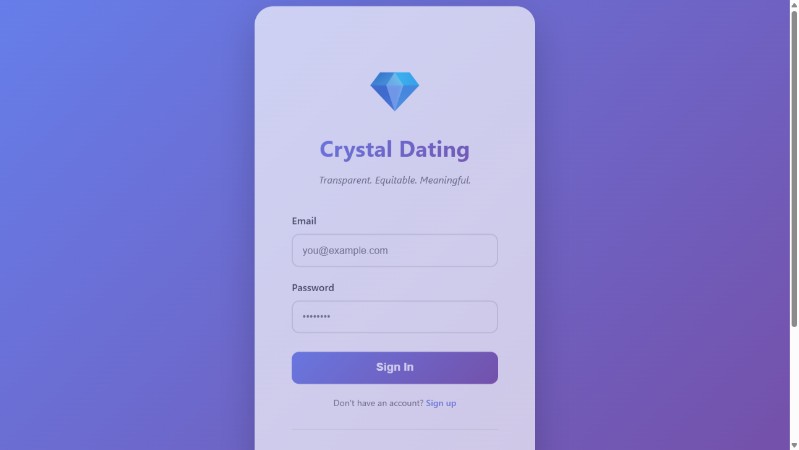 Crystal Dating
Transparent. Equitable. Meaningful.
Email
you@example.com
Password
••••••••
Sign In
Don't have an account? Sign up